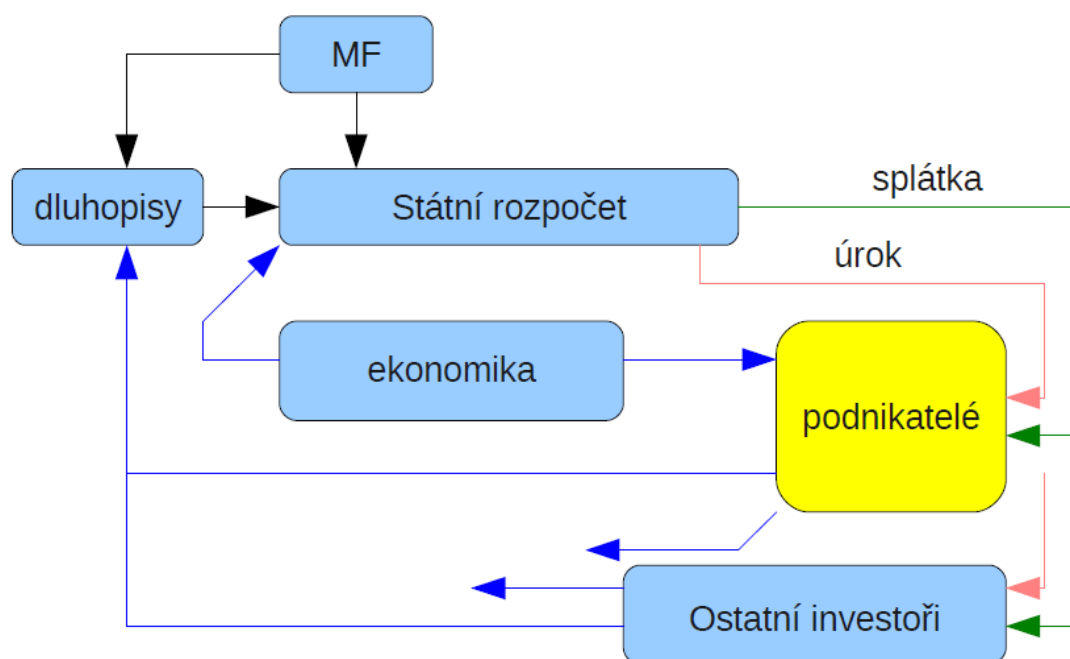 MF
dluhopisy
Státní rozpočet
splátka
úrok
ekonomika
podnikatelé
Ostatní investoři